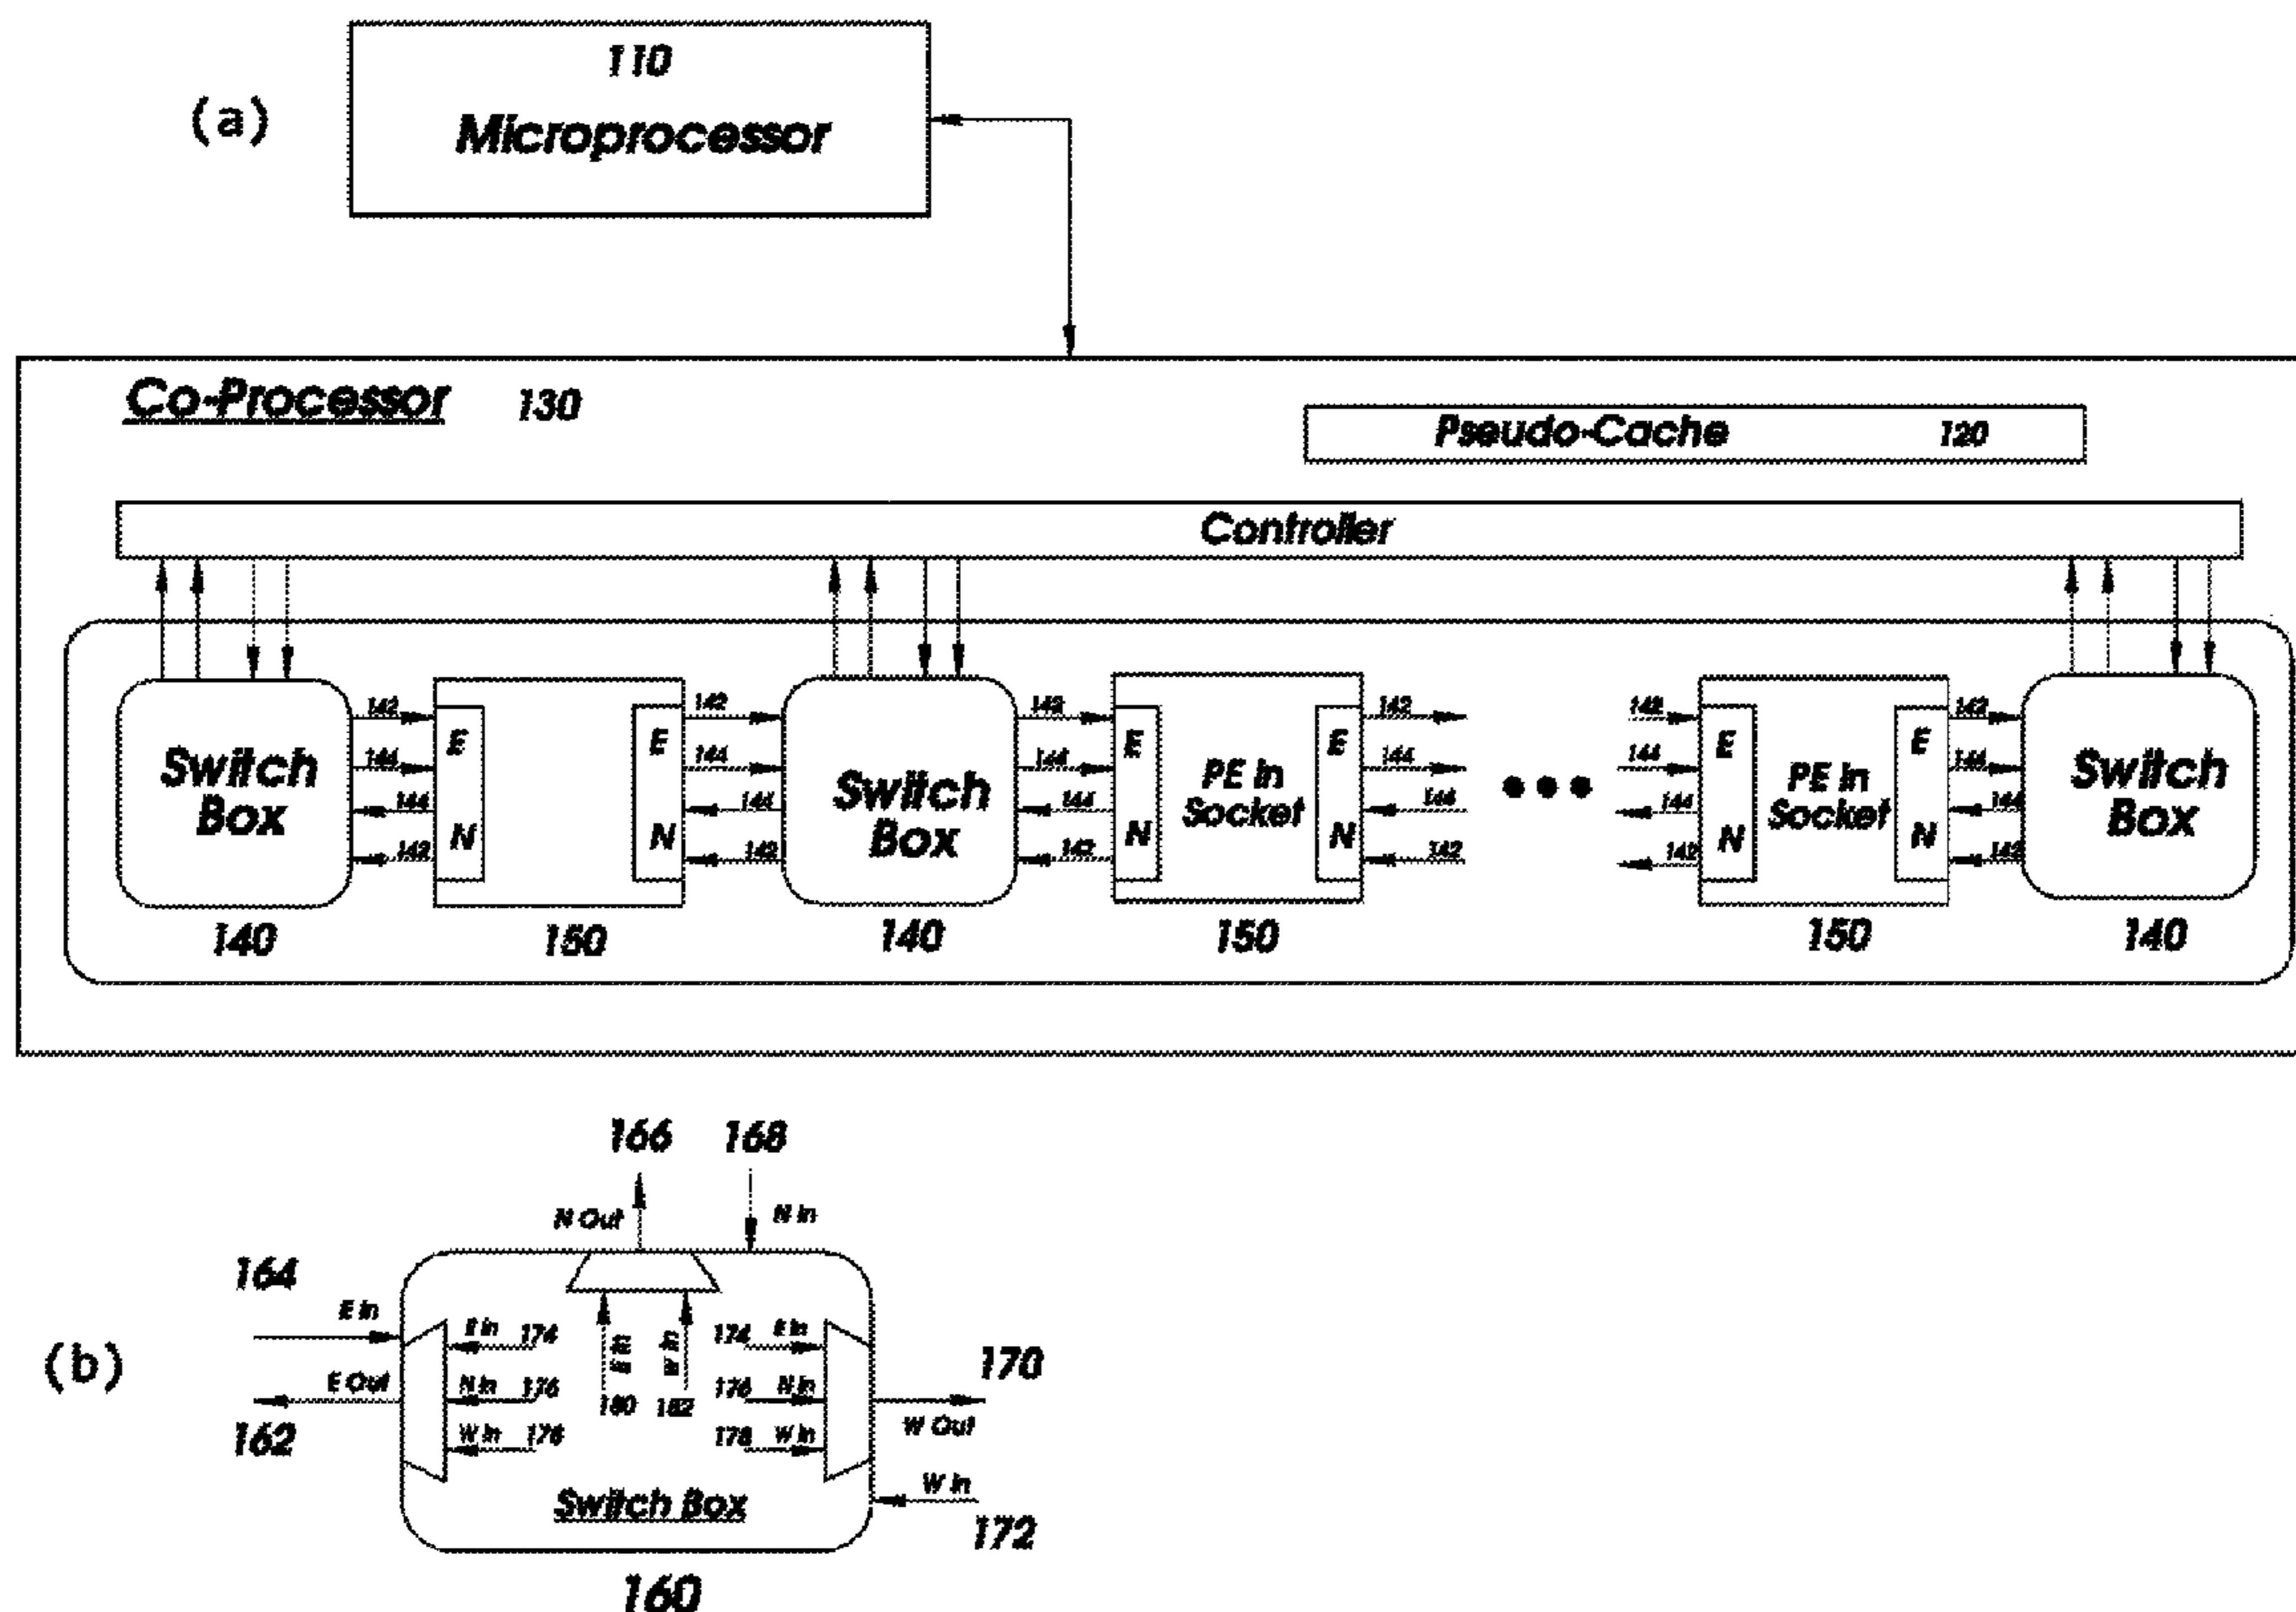 110
(a)
Microprocessor
Co-Processor 130
Pseudo-Cache 120
Controller
142 142 142 142 142 142
E E E E E E
144 144 144 144 144 144
Switch Box
Switch Box
PE in Socket
PE in Socket
Switch Box
144 144 144 144 144 144
N N N N N N
142 142 142 142 142 142
140 150 140 150 150 140
166 168
N Out N in
164
E in
E in 174 E in W in 174 E in
(b)
170
E Out N in 176 180 182 176 N in
W Out
162 W in 178 178 W in
W in
Switch Box
172
160